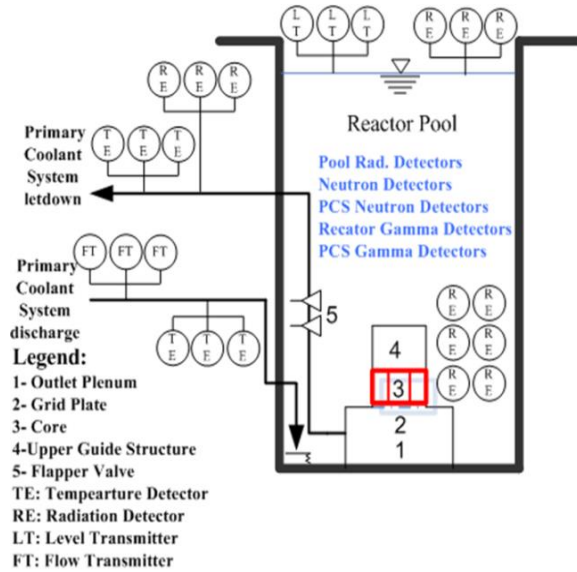 L T L T L T
R E R E R E
R E R E R E
Reactor Pool
Primary
Coolant
System
letdown
T E T E T E
Pool Rad. Detectors
Neutron Detectors
PCS Neutron Detectors
Recator Gamma Detectors
PCS Gamma Detectors
FT FT FT
Primary
Coolant
System
discharge
T E T E T E
5
R E R E
R E R E
R E R E
4
3
2
1
Legend:
1- Outlet Plenum
2- Grid Plate
3- Core
4-Upper Guide Structure
5- Flapper Valve
TE: Tempearture Detector
RE: Radiation Detector
LT: Level Transmitter
FT: Flow Transmitter